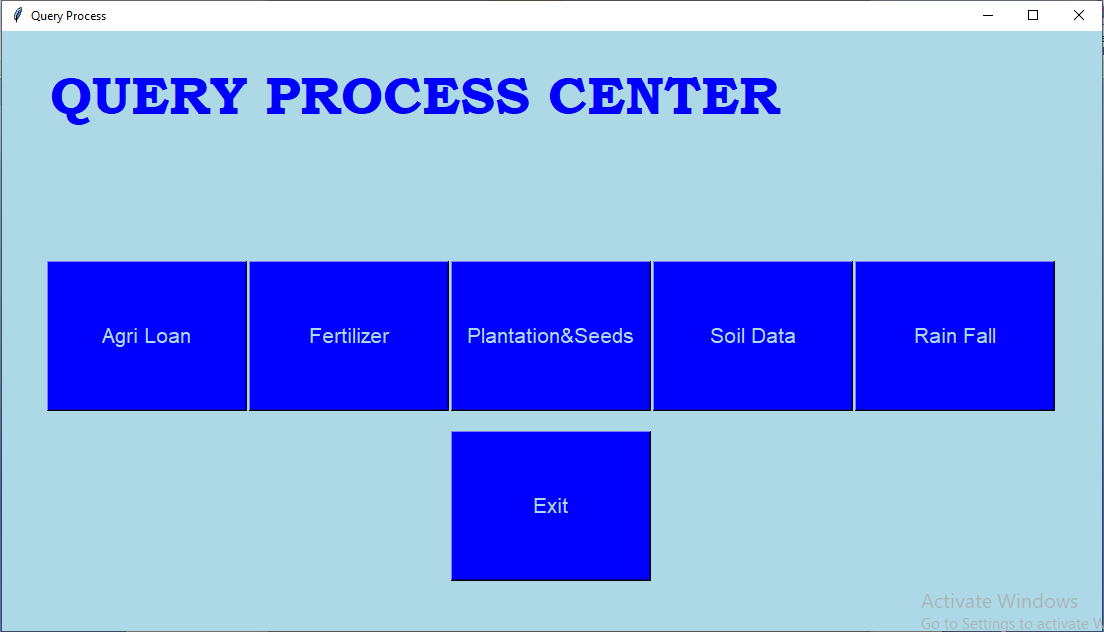 Query Process
QUERY PROCESS CENTER
Agri Loan
Fertilizer
Plantation&Seeds
Soil Data
Rain Fall
Exit
Activate Windows
Go to Settings to activate W